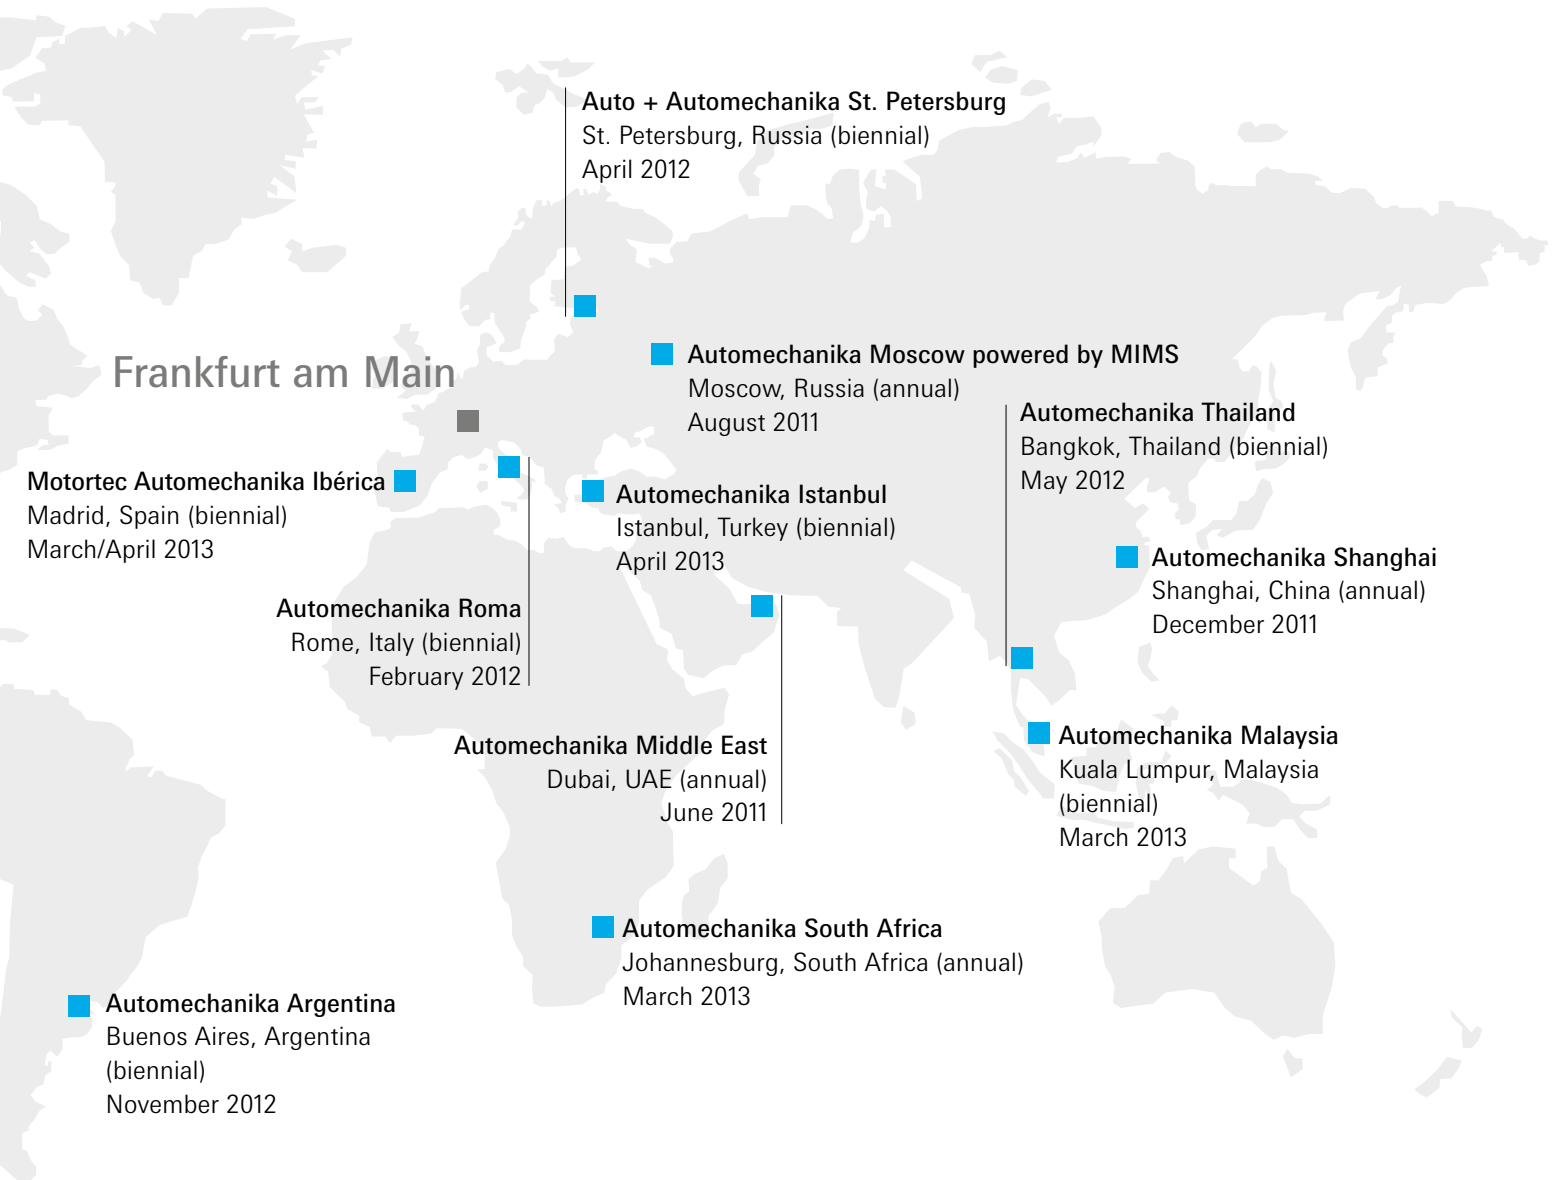 Auto + Automechanika St. Petersburg
St. Petersburg, Russia (biennial)
April 2012
Frankfurt am Main
Automechanika Moscow powered by MIMS
Moscow, Russia (annual)
August 2011
Automechanika Thailand
Bangkok, Thailand (biennial)
May 2012
Motortec Automechanika Ibérica
Madrid, Spain (biennial)
March/April 2013
Automechanika Istanbul
Istanbul, Turkey (biennial)
April 2013
Automechanika Shanghai
Shanghai, China (annual)
December 2011
Automechanika Roma
Rome, Italy (biennial)
February 2012
Automechanika Middle East
Dubai, UAE (annual)
June 2011
Automechanika Malaysia
Kuala Lumpur, Malaysia
(biennial)
March 2013
Automechanika South Africa
Johannesburg, South Africa (annual)
March 2013
Automechanika Argentina
Buenos Aires, Argentina
(biennial)
November 2012